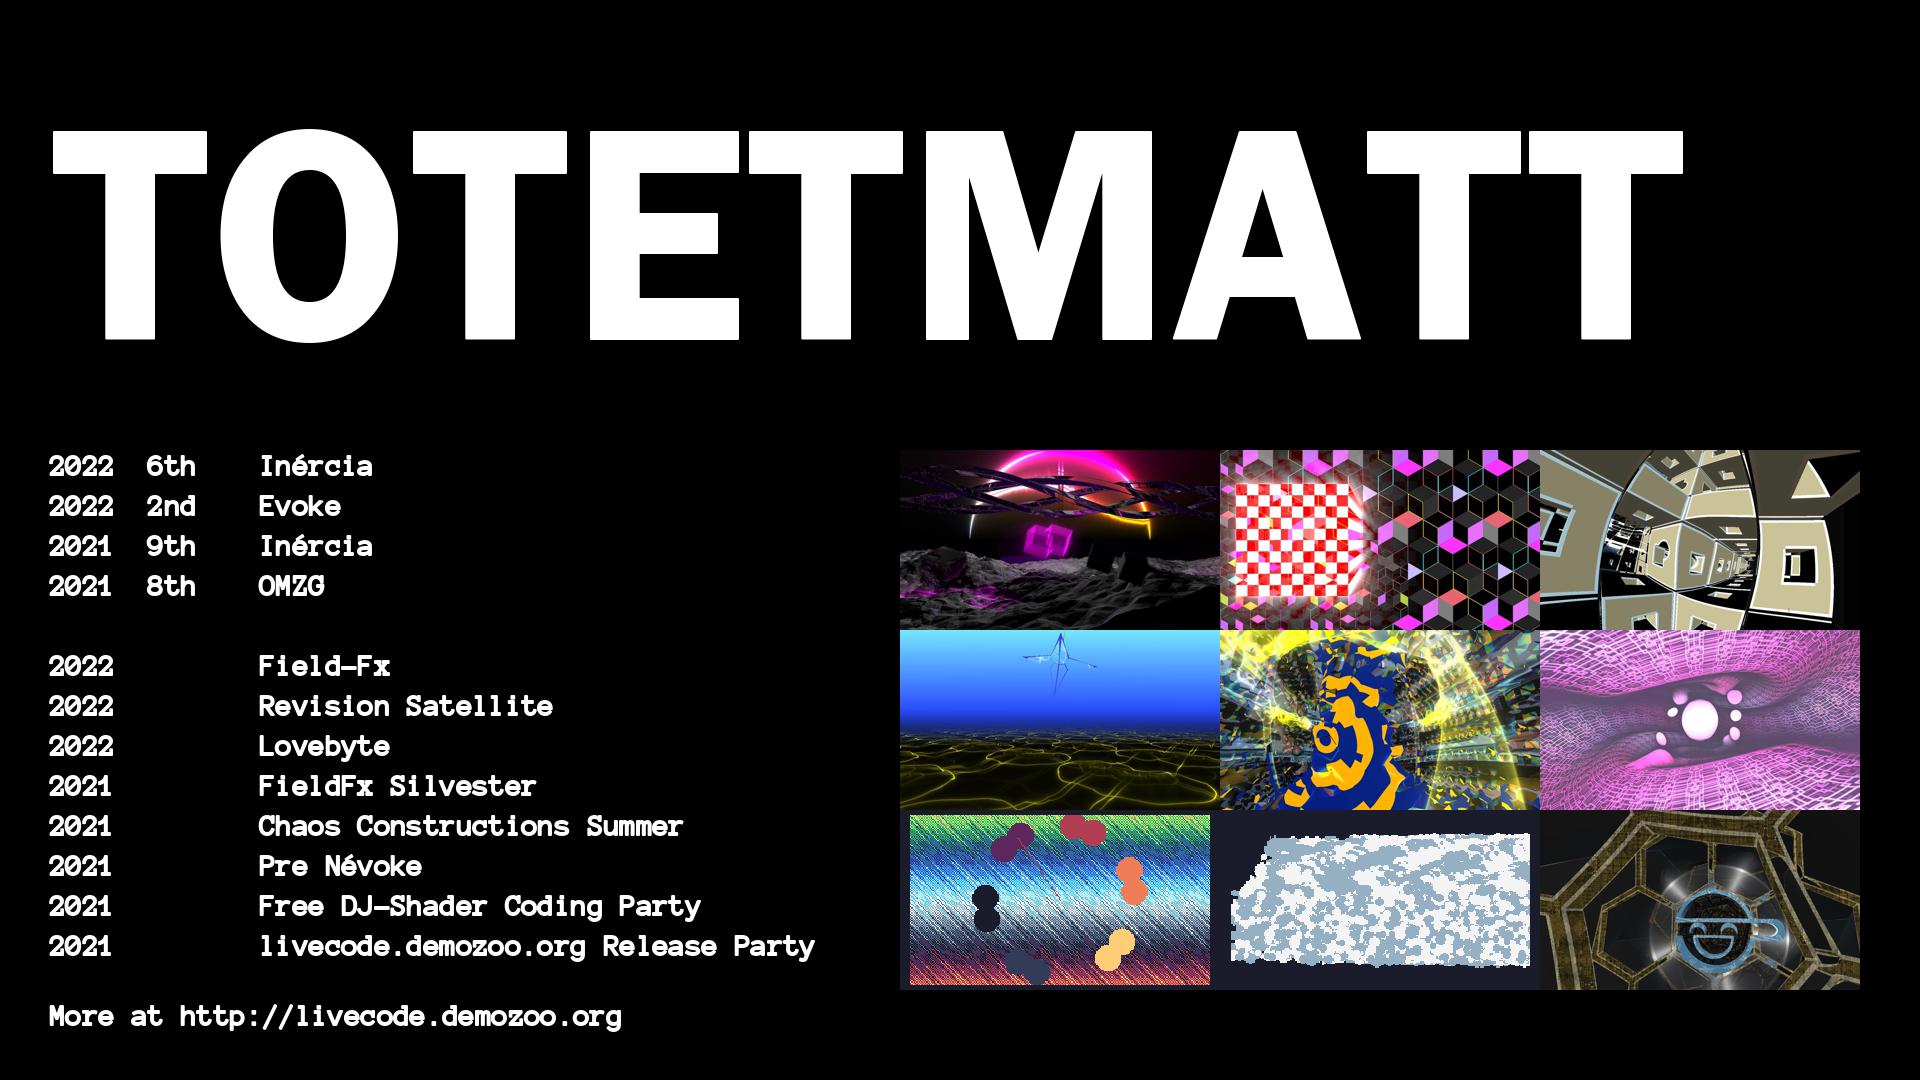 TOTETMATT
2022 6th Inércia
2022 2nd Evoke
2021 9th Inércia
2021 8th OMZG
2022 Field-Fx
2022 Revision Satellite
2022 Lovebyte
2021 FieldFx Silvester
2021 Chaos Constructions Summer
2021 Pre Névoke
2021 Free DJ-Shader Coding Party
2021 livecode.demozoo.org Release Party
More at http://livecode.demozoo.org